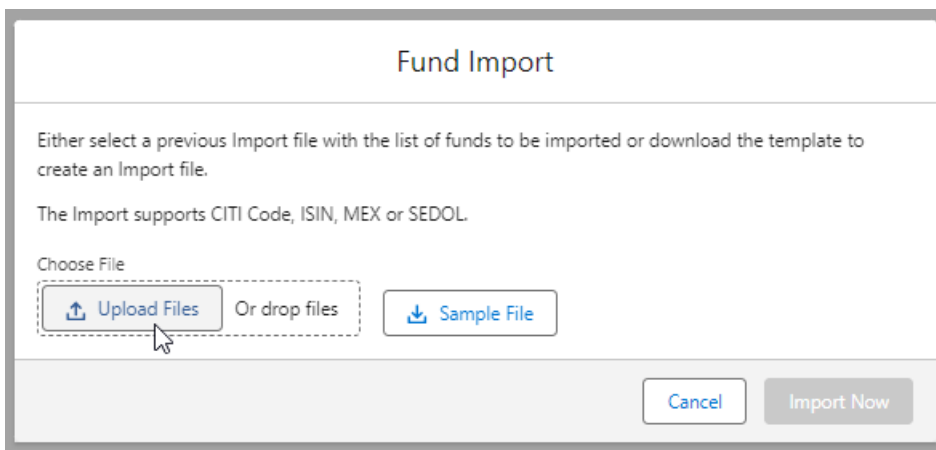 Fund Import
Either select a previous Import file with the list of funds to be imported or download the template to
create an Import file.
The Import supports CITI Code, ISIN, MEX or SEDOL.
Choose File
Upload Files Or drop files Sample File
Cancel Import Now